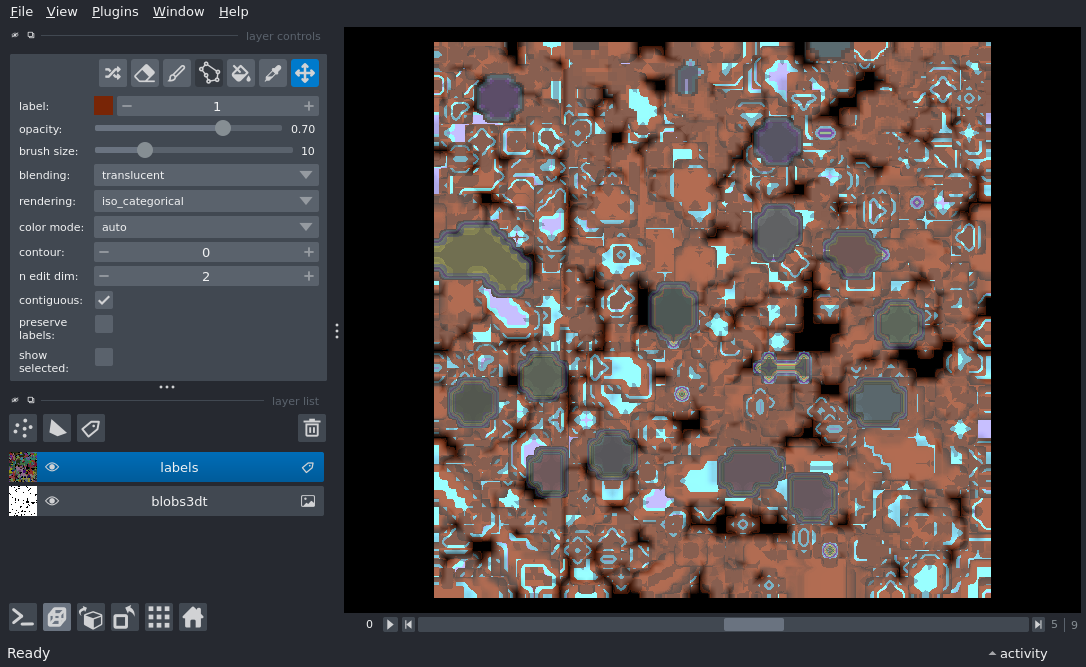 File View Plugins Window Help
layer controls
label: 1
opacity: 0.70
brush size: 10
blending: translucent
rendering: iso_categorical
color mode: auto
contour: 0
n edit dim: 2
contiguous:
preserve
labels:
show
selected:
layer list
labels
blobs3dt
0 5 | 9
Ready activity